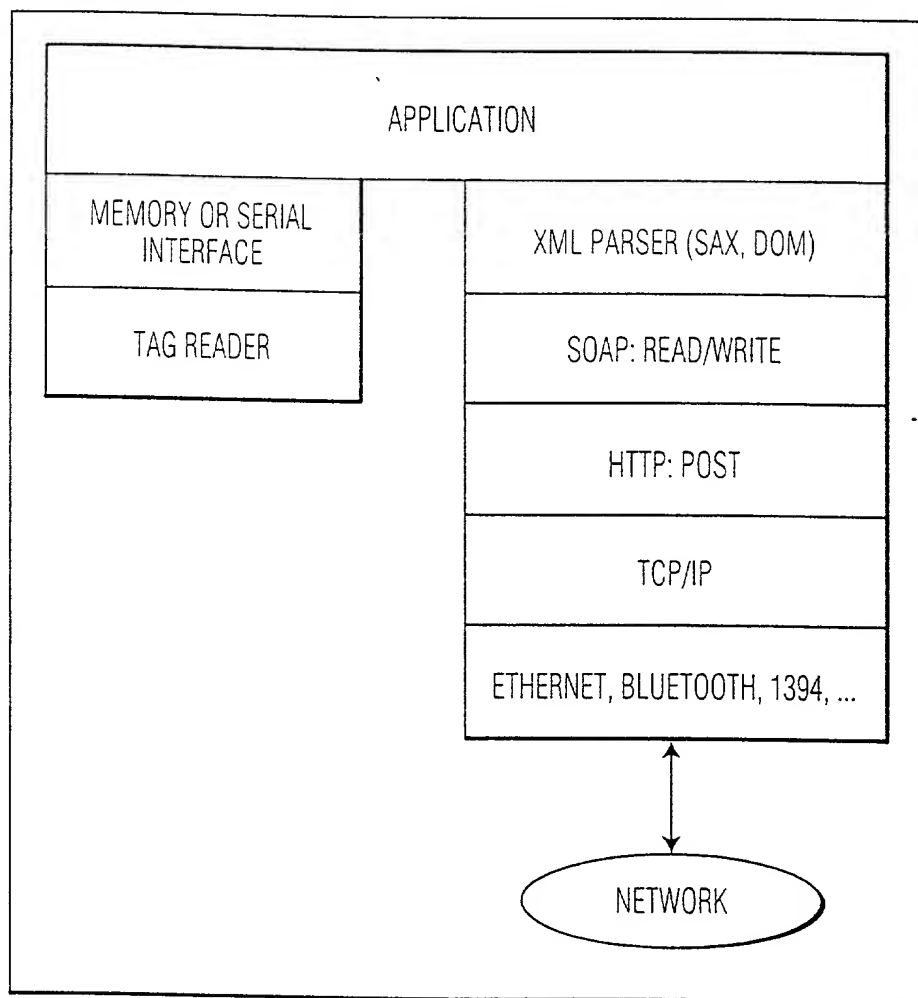 APPLICATION
MEMORY OR SERIAL
INTERFACE
TAG READER
XML PARSER (SAX, DOM)
SOAP: READ/WRITE
HTTP: POST
TCP/IP
ETHERNET, BLUETOOTH, 1394, ...
NETWORK